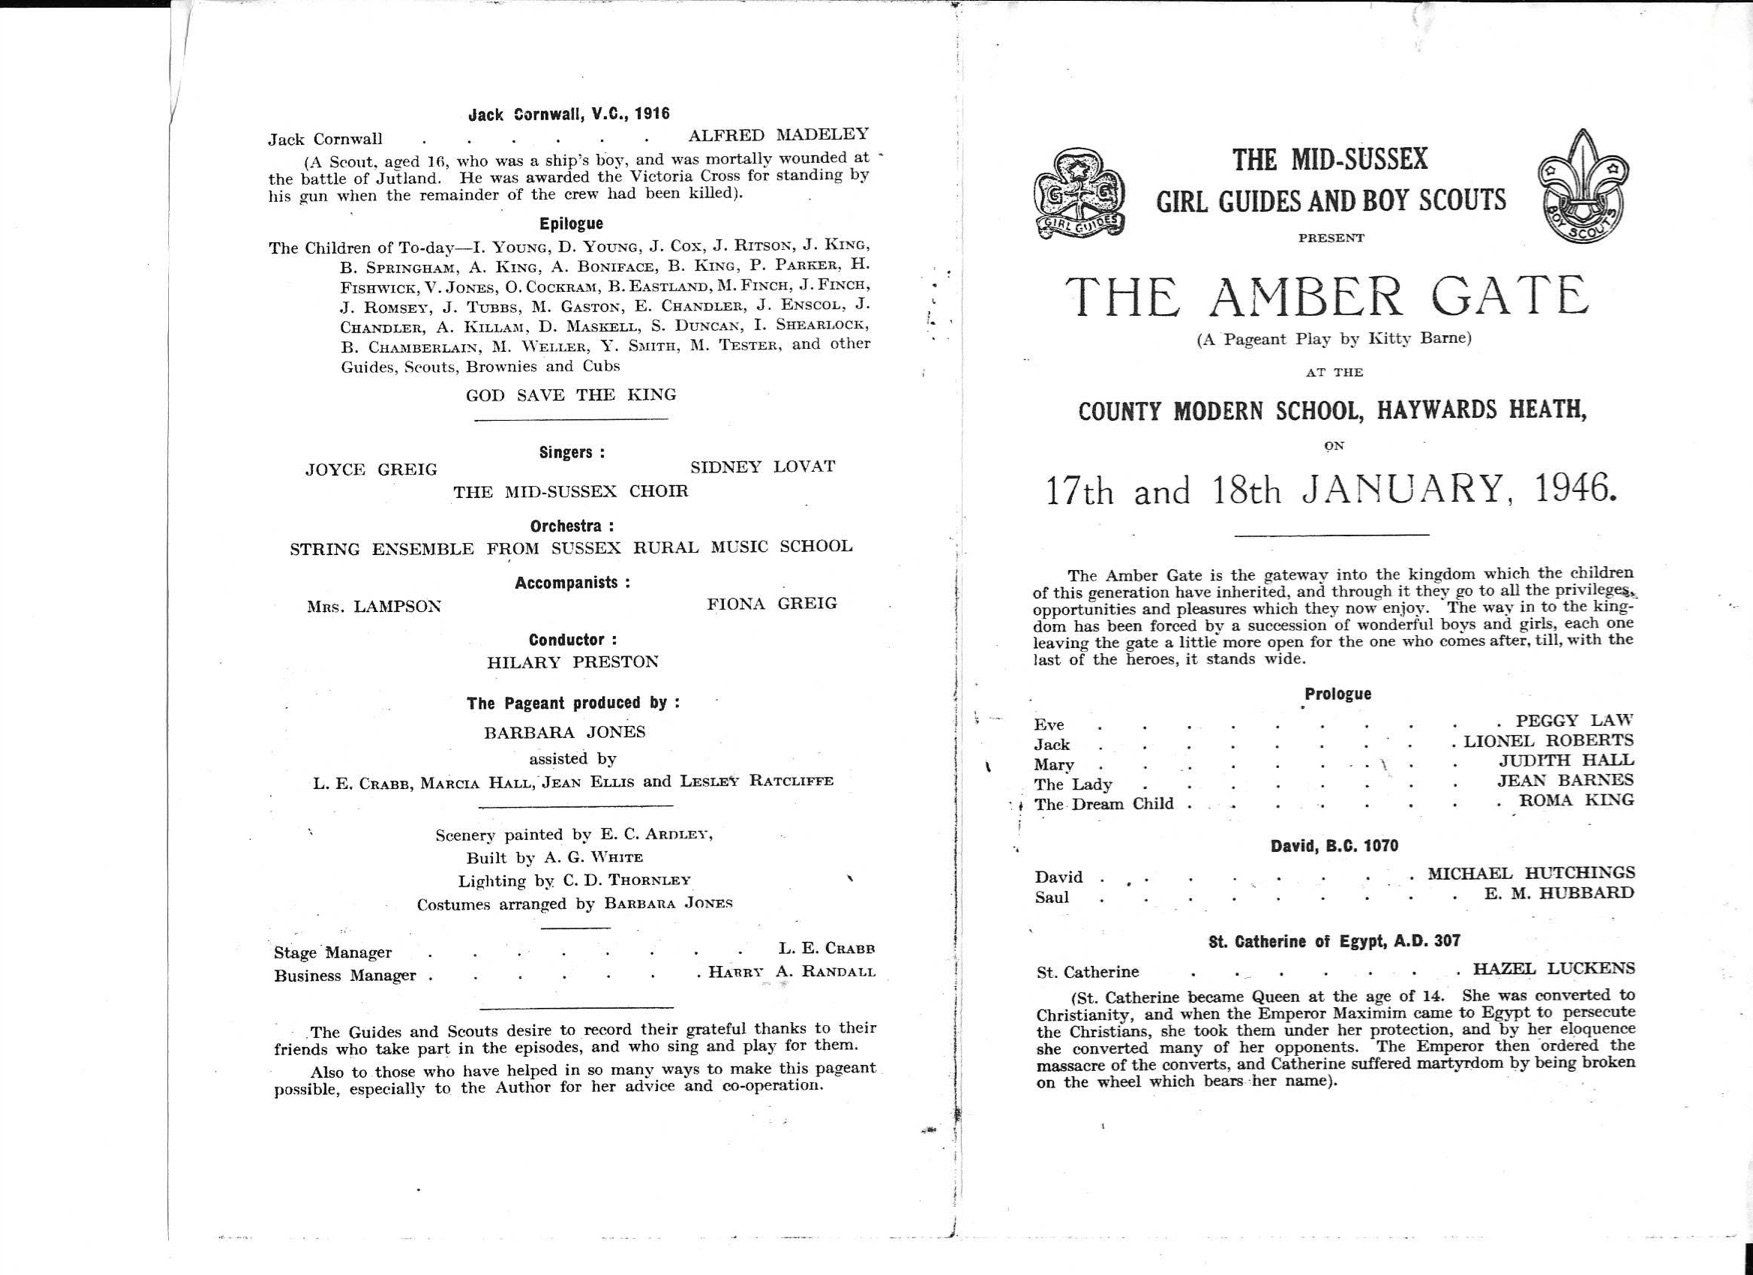 Jack Cornwall, V.C., 1916
Jack Cornwall . . . . . . ALFRED MADELEY
(A Scout, aged 16, who was a ship's boy, and was mortally wounded at
the battle of Jutland. He was awarded the Victoria Cross for standing by
his gun when the remainder of the crew had been killed).
Epilogue
The Children of To-day—I. YOUNG, D. YOUNG, J. COX, J. RITSON, J. KING,
B. SPRINGHAM, A. KING, A. BONIFACE, B. KING, P. PARKER, H.
FISHWICK, V. JONES, O. COCKRAM, B. EASTLAND, M. FINCH, J. FINCH,
J. ROMSEY, J. TUBBS, M. GASTON, E. CHANDLER, J. ENSCOL, J.
CHANDLER, A. KILLAM, D. MASKELL, S. DUNCAN, I. SHEARLOCK,
B. CHAMBERLAIN, M. WELLER, Y. SMITH, M. TESTER, and other
Guides, Scouts, Brownies and Cubs
GOD SAVE THE KING
Singers :
JOYCE GREIG SIDNEY LOVAT
THE MID-SUSSEX CHOIR
Orchestra :
STRING ENSEMBLE FROM SUSSEX RURAL MUSIC SCHOOL
Accompanists :
MRS. LAMPSON FIONA GREIG
Conductor :
HILARY PRESTON
The Pageant produced by :
BARBARA JONES
assisted by
L. E. CRABB, MARCIA HALL, JEAN ELLIS and LESLEY RATCLIFFE
Scenery painted by E. C. ARDLEY,
Built by A. G. WHITE
Lighting by C. D. THORNLEY
Costumes arranged by BARBARA JONES
Stage Manager . . . . . . . . L. E. CRABB
Business Manager . . . . . . . HARRY A. RANDALL
The Guides and Scouts desire to record their grateful thanks to their
friends who take part in the episodes, and who sing and play for them.
Also to those who have helped in so many ways to make this pageant
possible, especially to the Author for her advice and co-operation.
THE MID-SUSSEX
GIRL GUIDES AND BOY SCOUTS
G G
GIRL GUIDES
BOY SCOUTS
PRESENT
THE AMBER GATE
(A Pageant Play by Kitty Barne)
AT THE
COUNTY MODERN SCHOOL, HAYWARDS HEATH,
ON
17th and 18th JANUARY, 1946.
The Amber Gate is the gateway into the kingdom which the children
of this generation have inherited, and through it they go to all the privileges,
opportunities and pleasures which they now enjoy. The way in to the king-
dom has been forced by a succession of wonderful boys and girls, each one
leaving the gate a little more open for the one who comes after, till, with the
last of the heroes, it stands wide.
Prologue
Eve . . . . . . . . . . PEGGY LAW
Jack . . . . . . . . . LIONEL ROBERTS
Mary . . . . . . . . . JUDITH HALL
The Lady . . . . . . . . JEAN BARNES
The Dream Child . . . . . . . . ROMA KING
David, B.C. 1070
David . . . . . . . . MICHAEL HUTCHINGS
Saul . . . . . . . . . E. M. HUBBARD
St. Catherine of Egypt, A.D. 307
St. Catherine . . . . . . . HAZEL LUCKENS
(St. Catherine became Queen at the age of 14. She was converted to
Christianity, and when the Emperor Maximim came to Egypt to persecute
the Christians, she took them under her protection, and by her eloquence
she converted many of her opponents. The Emperor then ordered the
massacre of the converts, and Catherine suffered martyrdom by being broken
on the wheel which bears her name).